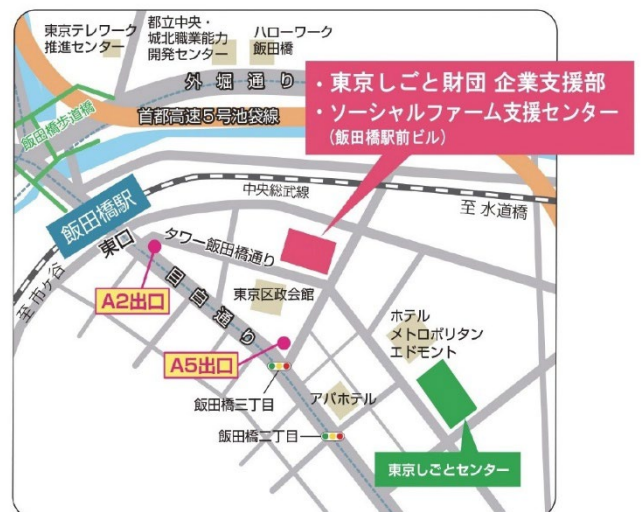 東京テレワーク
推進センター
都立中央・
城北職業能力
開発センター
ハローワーク
飯田橋
外堀通り
首都高速5号池袋線
飯田橋歩道橋
・東京しごと財団 企業支援部
・ソーシャルファーム支援センター
(飯田橋駅前ビル)
中央総武線
至 水道橋
飯田橋駅
東口
至 市ヶ谷
タワー飯田橋通り
A2出口
目白通り
東京区政会館
A5出口
ホテル
メトロポリタン
エドモント
飯田橋三丁目
アパホテル
飯田橋二丁目
東京しごとセンター